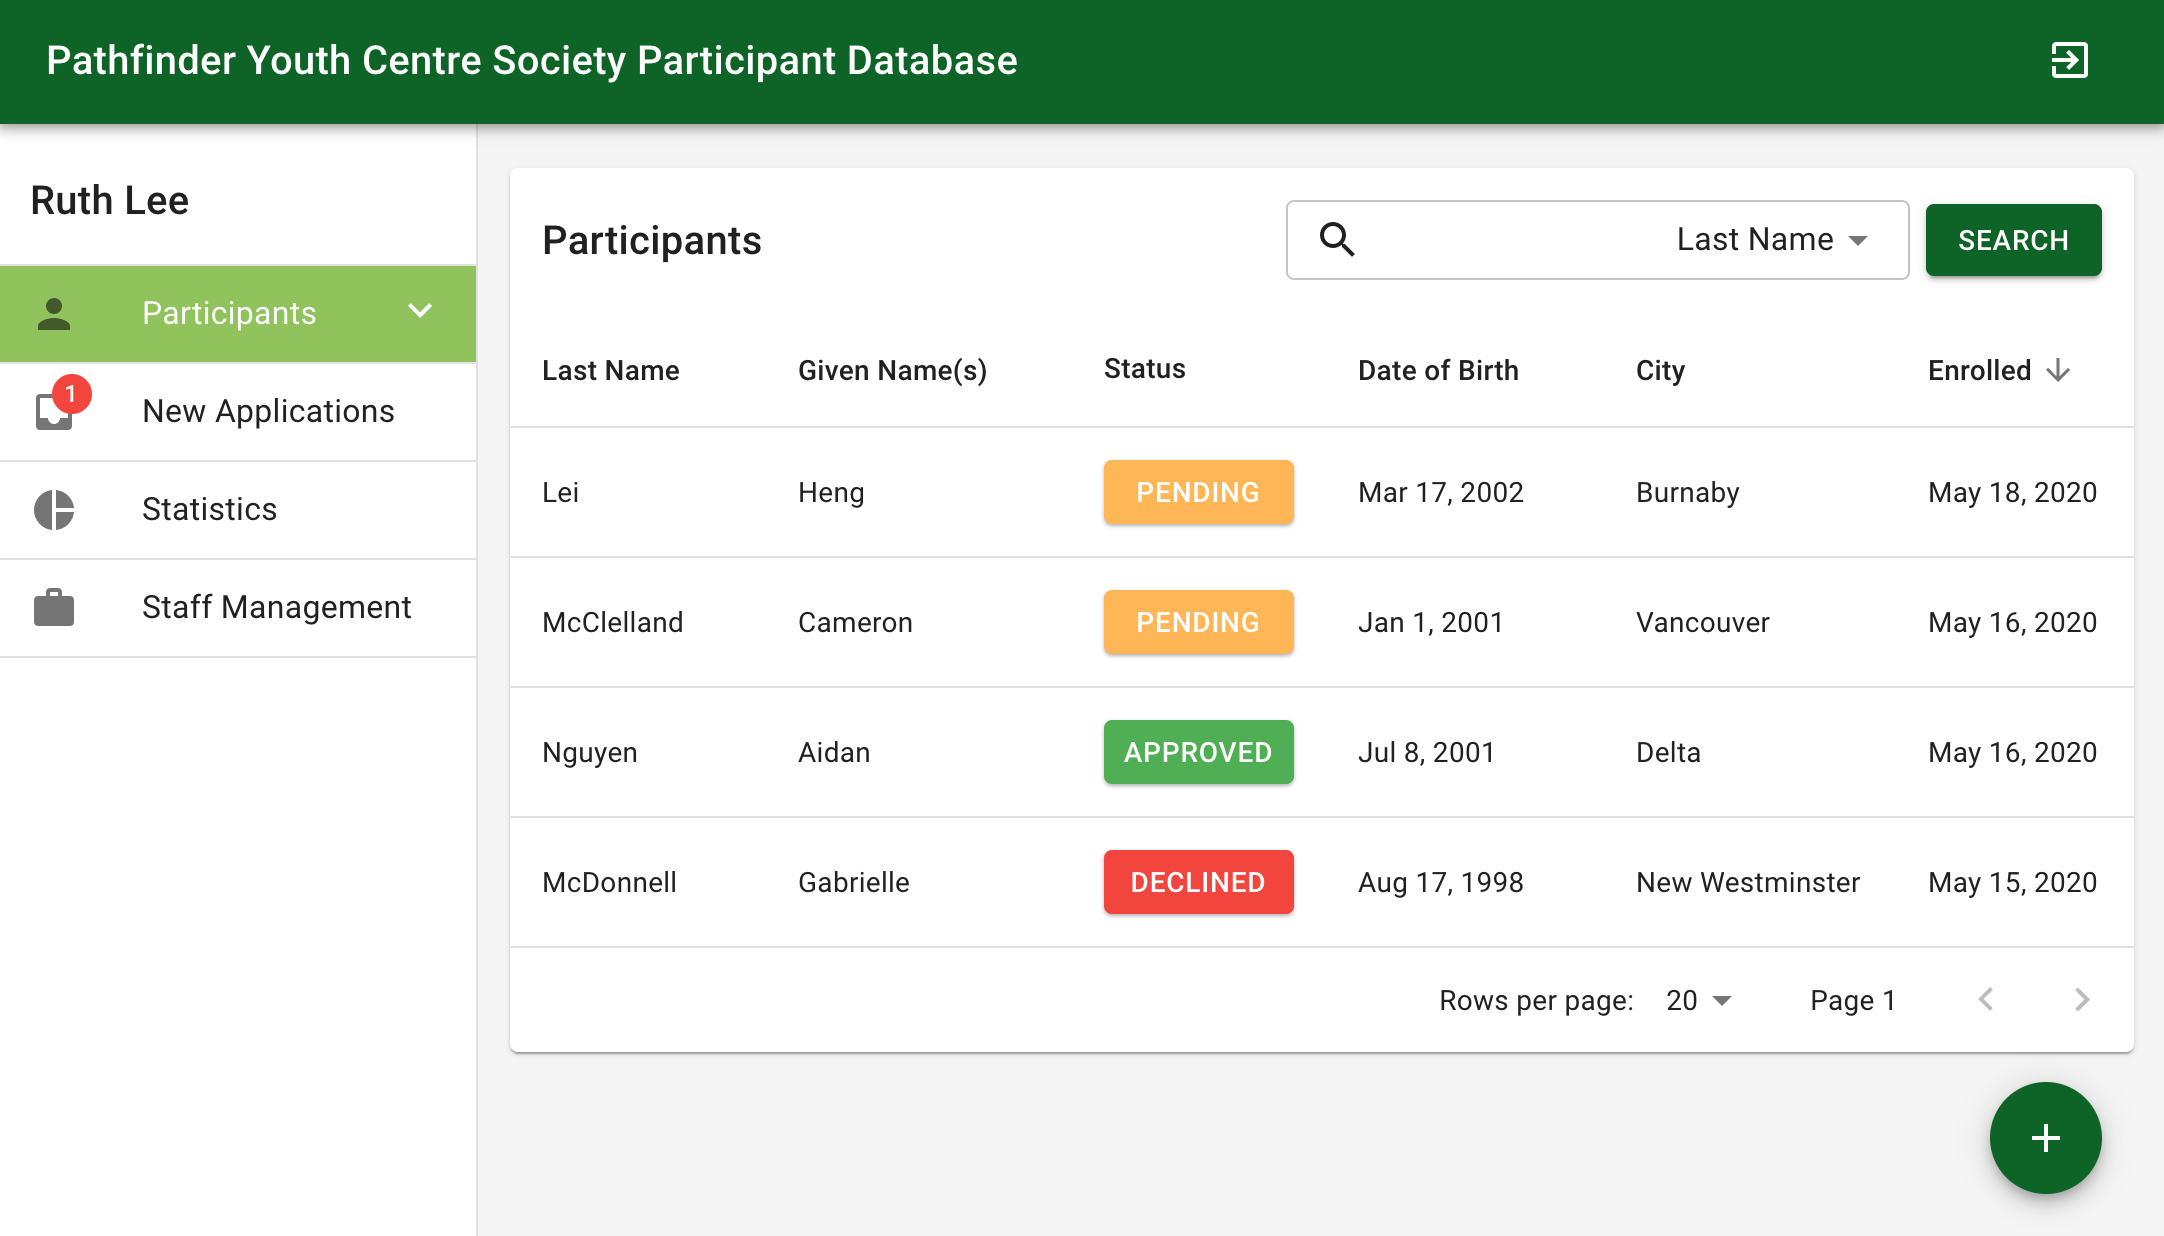 Pathfinder Youth Centre Society Participant Database
Ruth Lee
Participants
1
New Applications
Statistics
Staff Management
Participants
Last Name
SEARCH
Last Name Given Name(s) Status Date of Birth City Enrolled
Lei Heng PENDING Mar 17, 2002 Burnaby May 18, 2020
McClelland Cameron PENDING Jan 1, 2001 Vancouver May 16, 2020
Nguyen Aidan APPROVED Jul 8, 2001 Delta May 16, 2020
McDonnell Gabrielle DECLINED Aug 17, 1998 New Westminster May 15, 2020
Rows per page: 20 Page 1